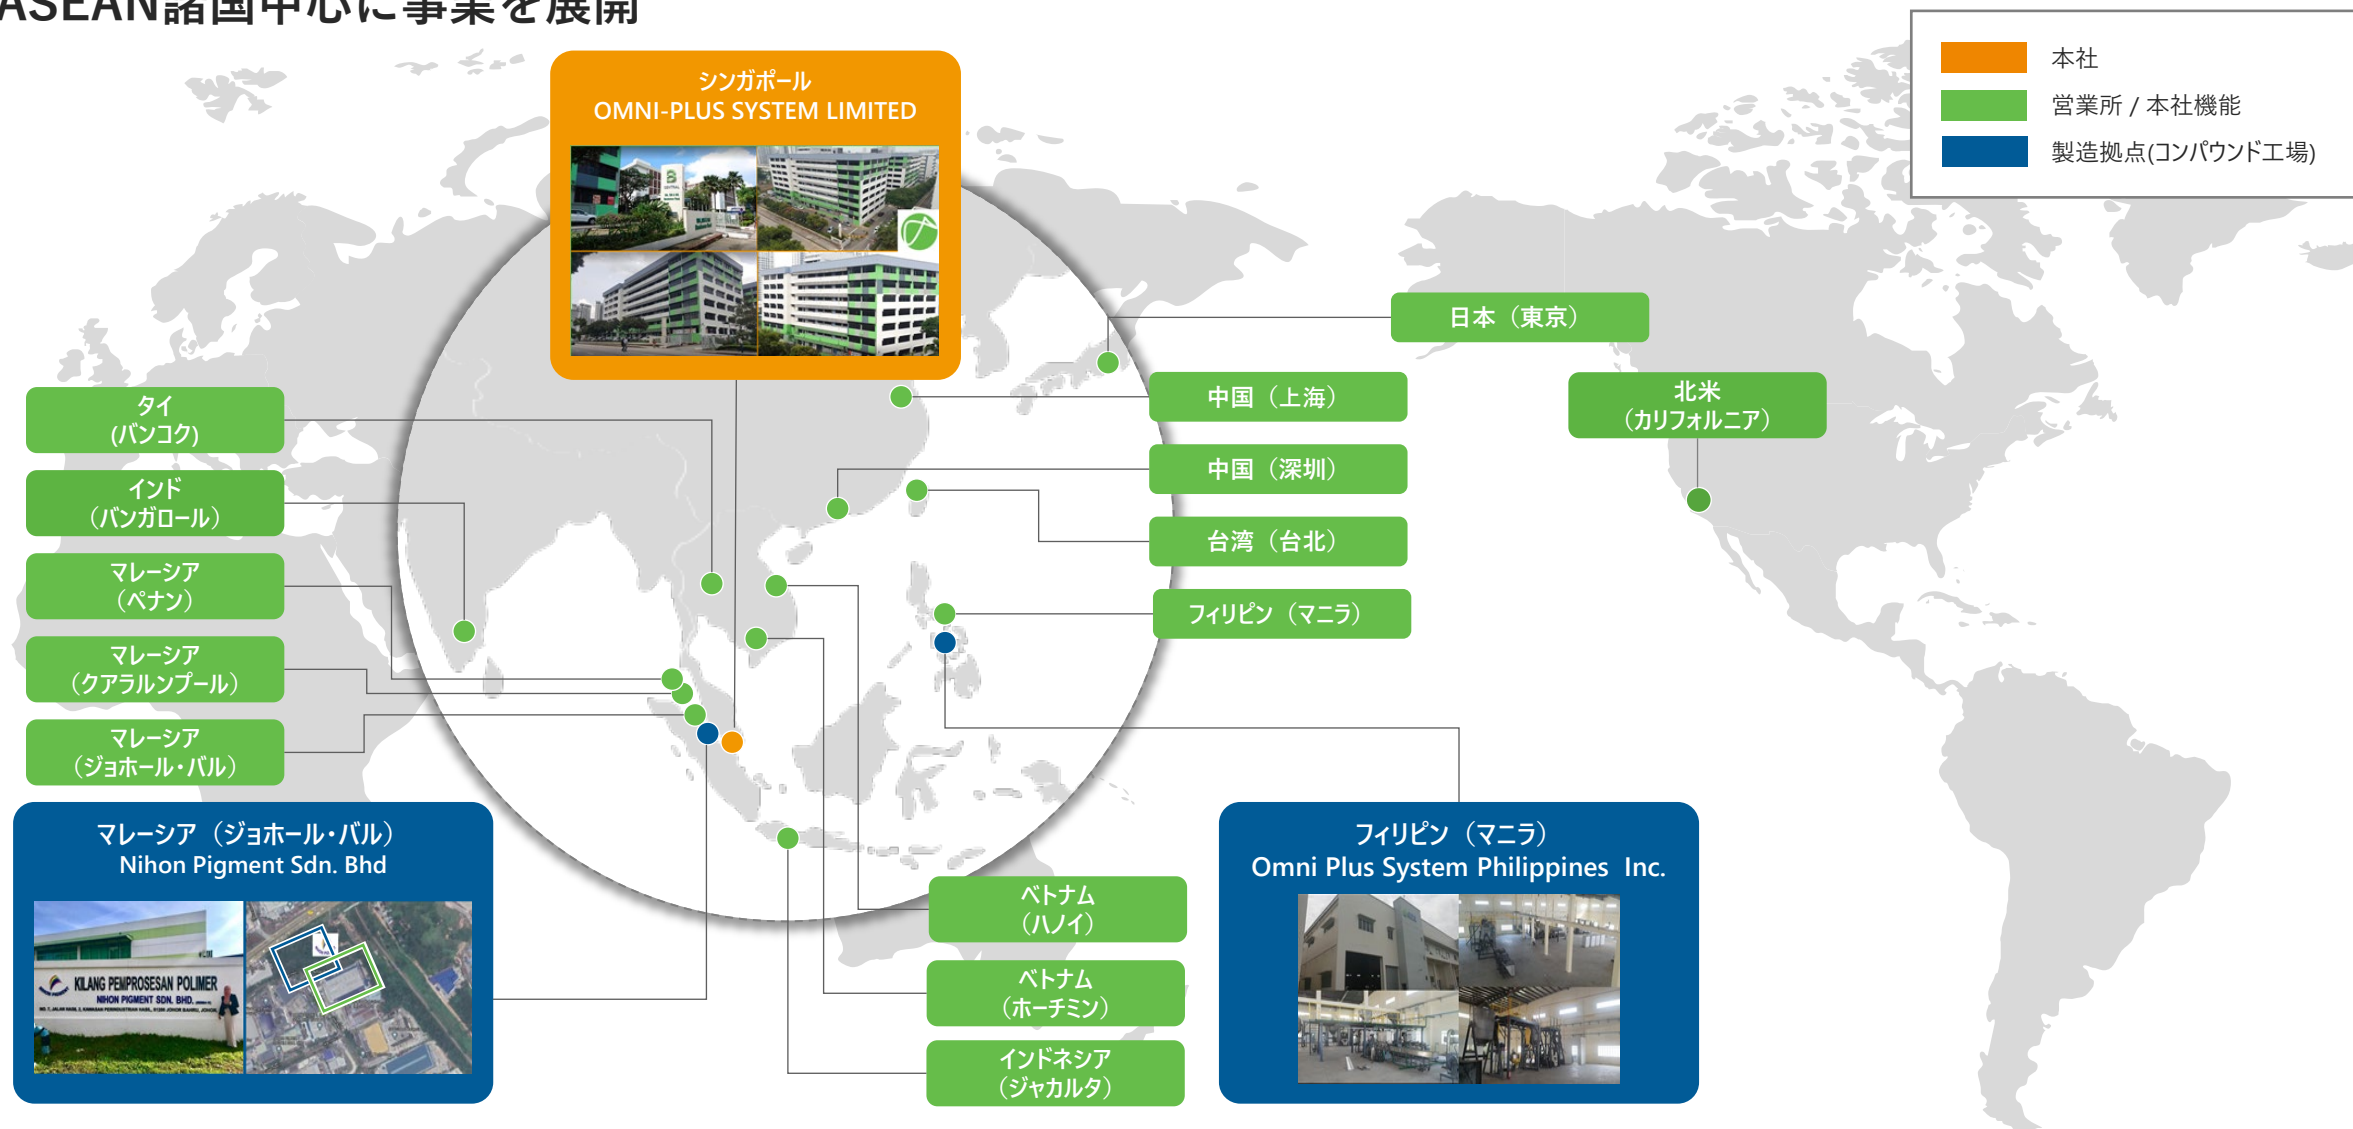 ASEAN諸国中心に事業を展開
本社
営業所 / 本社機能
製造拠点(コンパウンド工場)
シンガポール
OMNI-PLUS SYSTEM LIMITED
日本（東京）
中国（上海）
中国（深圳）
台湾（台北）
フィリピン（マニラ）
北米
（カリフォルニア）
タイ
(バンコク)
インド
（バンガロール）
マレーシア
（ペナン）
マレーシア
（クアラルンプール）
マレーシア
（ジョホール・バル）
マレーシア（ジョホール・バル）
Nihon Pigment Sdn. Bhd
KILANG PEMPROSESAN POLIMER
NIHON PIGMENT SDN. BHD.
ベトナム
（ハノイ）
ベトナム
（ホーチミン）
インドネシア
（ジャカルタ）
フィリピン（マニラ）
Omni Plus System Philippines Inc.